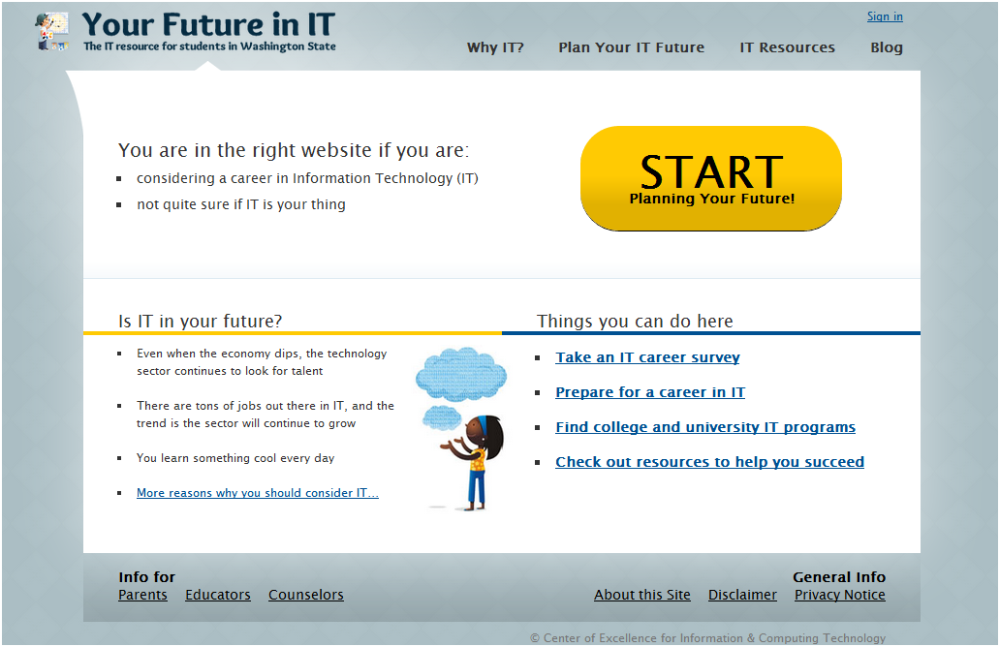 Your Future in IT
The IT resource for students in Washington State
Sign in
Why IT?
Plan Your IT Future
IT Resources
Blog
You are in the right website if you are:
considering a career in Information Technology (IT)
not quite sure if IT is your thing
START
Planning Your Future!
Is IT in your future?
Even when the economy dips, the technology
sector continues to look for talent
There are tons of jobs out there in IT, and the
trend is the sector will continue to grow
You learn something cool every day
More reasons why you should consider IT...
Things you can do here
Take an IT career survey
Prepare for a career in IT
Find college and university IT programs
Check out resources to help you succeed
Info for
Parents
Educators
Counselors
General Info
About this Site
Disclaimer
Privacy Notice
© Center of Excellence for Information & Computing Technology